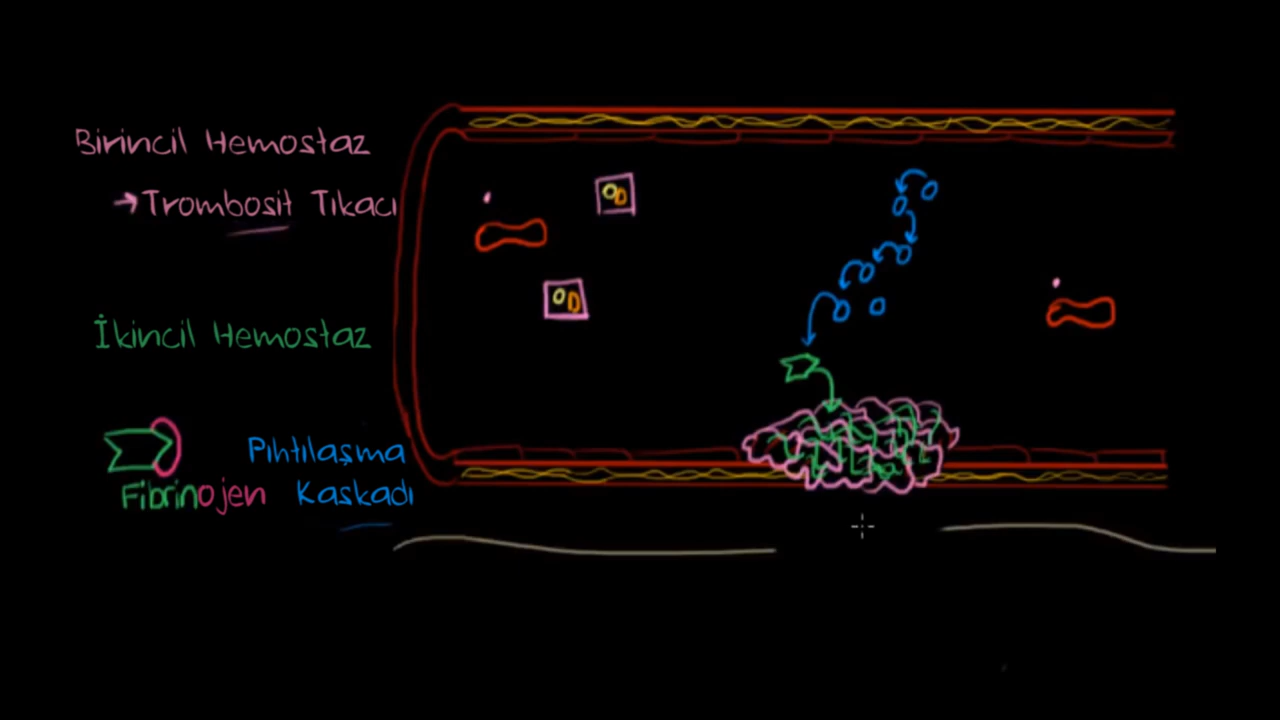 Birincil Hemostaz
→ Trombosit Tıkacı
İkincil Hemostaz
Pıhtılaşma
Fibrinojen Kaskadı